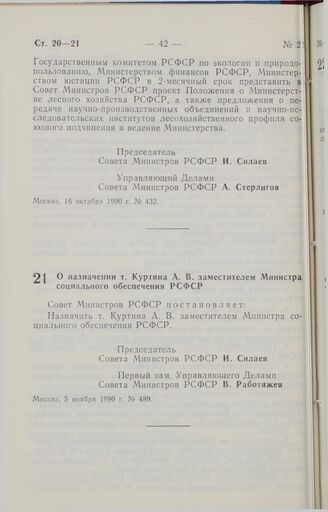 Ст. 20—21 — 42 — № 2
Государственным комитетом РСФСР по экологии и природо-
пользованию, Министерством финансов РСФСР, Министер-
ством юстиции РСФСР в 2-месячный срок представить в
Совет Министров РСФСР проект Положения о Министерст-
ве лесного хозяйства РСФСР, а также предложения о пе-
редаче научно-производственных объединений и научно-ис-
следовательских институтов лесохозяйственного профиля со-
юзного подчинения в ведение Министерства.
Председатель
Совета Министров РСФСР И. Силаев
Управляющий Делами
Совета Министров РСФСР А. Стерлигов
Москва, 16 октября 1990 г. № 432.
21 О назначении т. Куртина А. В. заместителем Министра
социального обеспечения РСФСР
Совет Министров РСФСР постановляет:
Назначить т. Куртина А. В. заместителем Министра со-
циального обеспечения РСФСР.
Председатель
Совета Министров РСФСР И. Силаев
Первый зам. Управляющего Делами
Совета Министров РСФСР В. Работяжев
Москва, 5 ноября 1990 г. № 489.